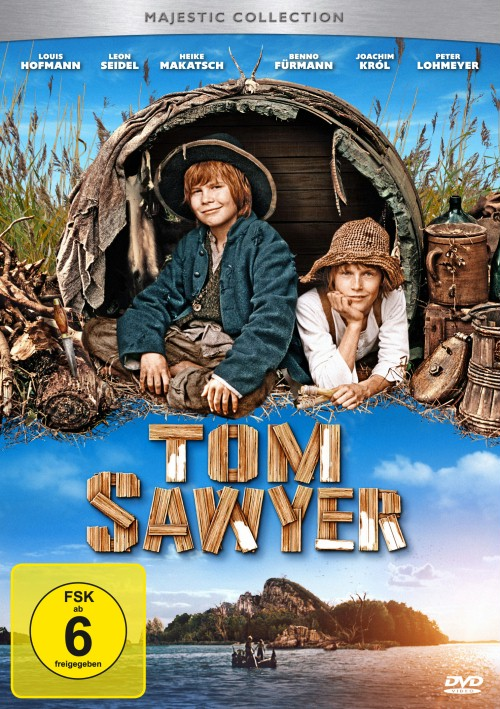 MAJESTIC COLLECTION
LOUIS HOFMANN
LEON SEIDEL
HEIKE MAKATSCH
BENNO FÜRMANN
JOACHIM KRÓL
PETER LOHMEYER
TOM
SAWYER
FSK
ab
6
freigegeben
DVD
VIDEO